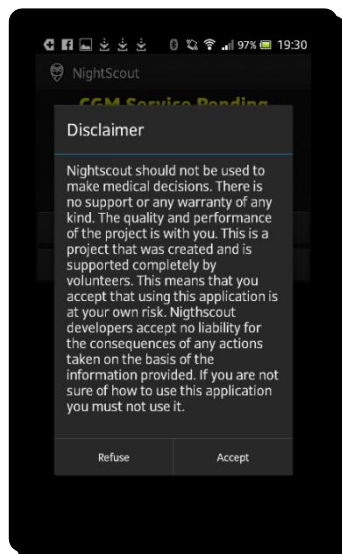 97% 19:30
NightScout
CGM Service Pending
Disclaimer
Nightscout should not be used to
make medical decisions. There is
no support or any warranty of any
kind. The quality and performance
of the project is with you. This is a
project that was created and is
supported completely by
volunteers. This means that you
accept that using this application is
at your own risk. Nigthscout
developers accept no liability for
the consequences of any actions
taken on the basis of the
information provided. If you are not
sure of how to use this application
you must not use it.
Refuse Accept